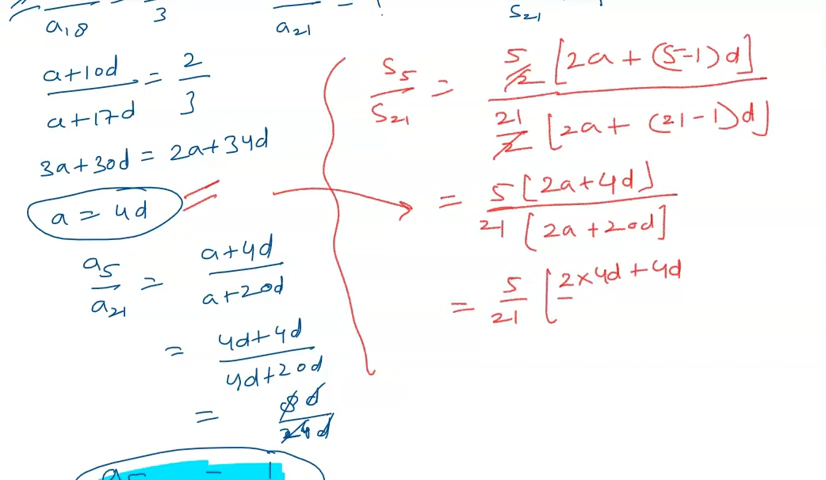 a18 3 a21 = S21
a+10d/a+17d = 2/3
3a+30d = 2a+34d
a = 4d
a5/a21 = a+4d/a+20d
= 4d+4d/4d+20d
= 8d/24d
a5 = 1
S5/S21 = 5/2 [2a + (5-1)d] / 21/2 [2a + (21-1)d]
= 5[2a+4d]/21[2a+20d]
= 5/21 [2×4d+4d